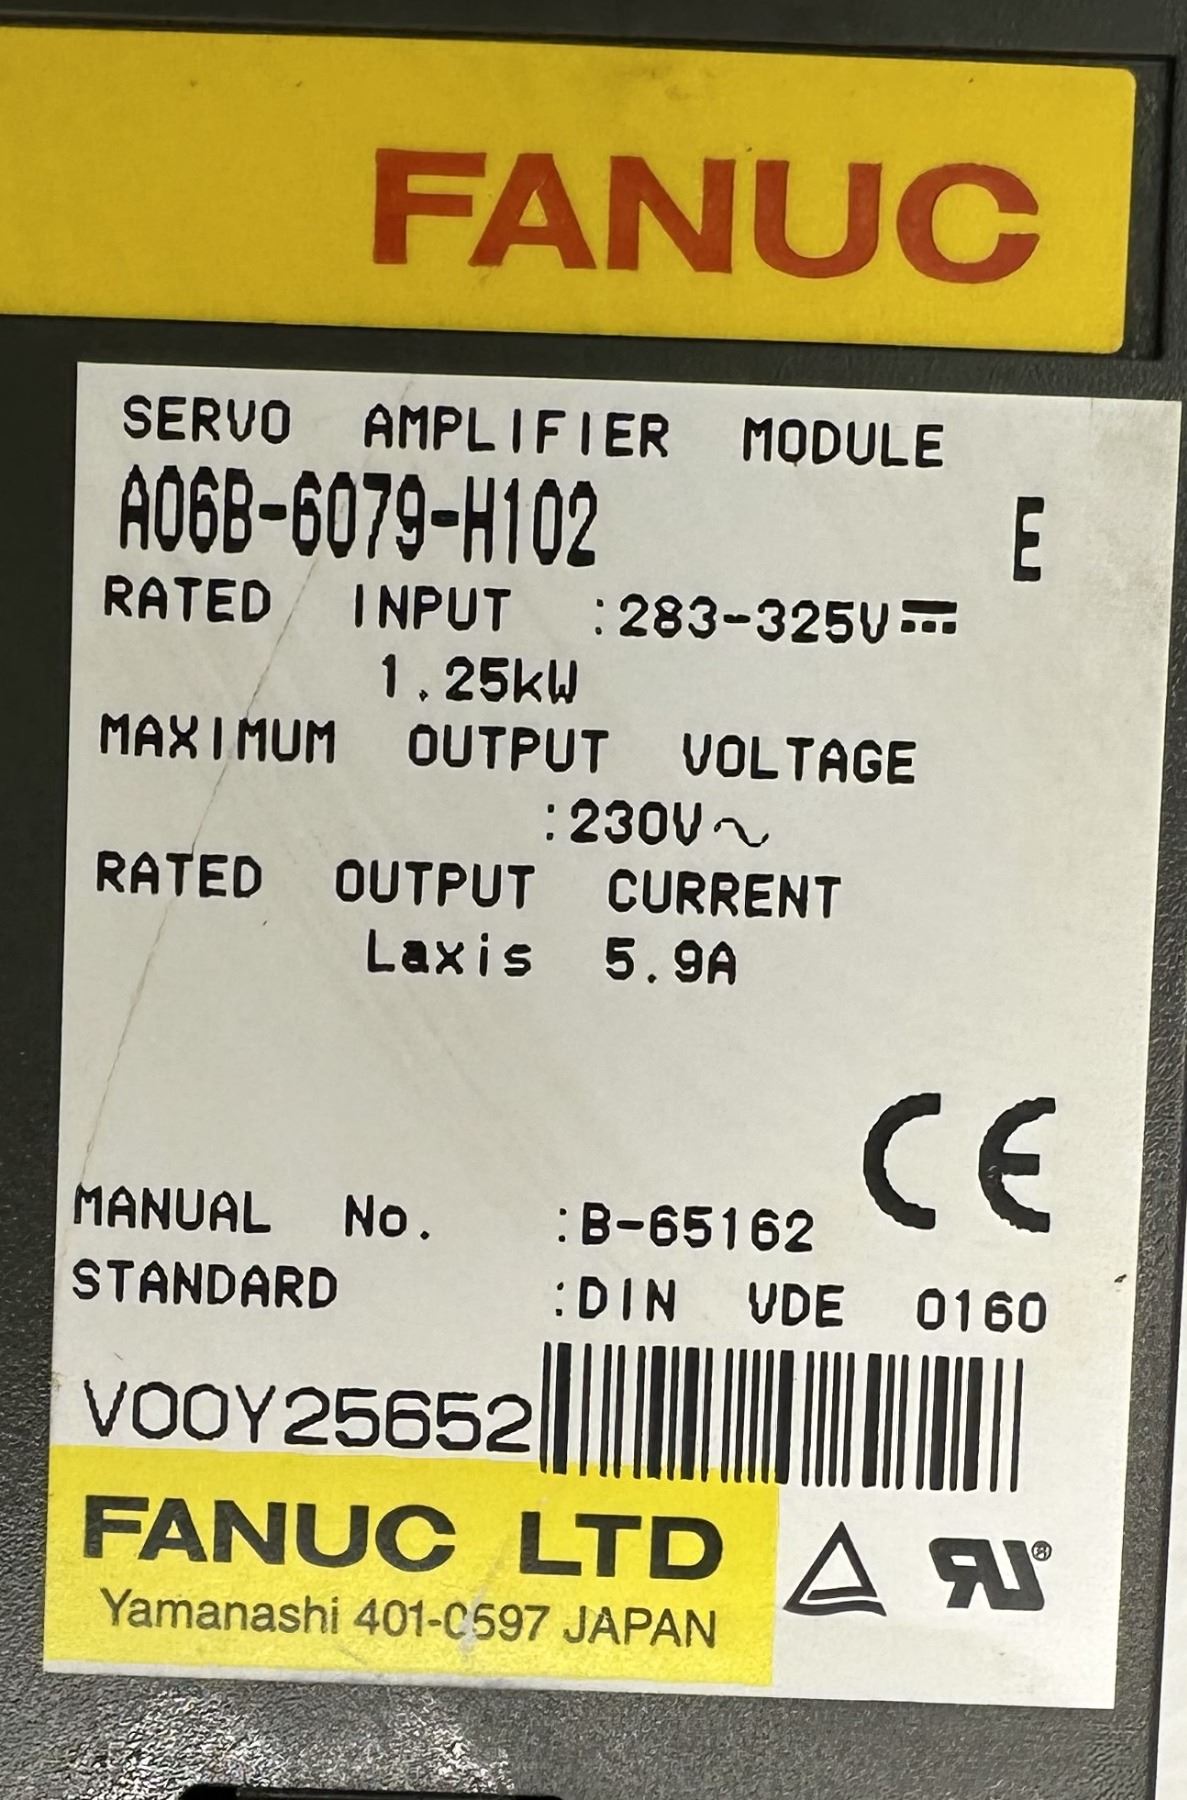 FANUC
SERVO AMPLIFIER MODULE
A06B-6079-H102 E
RATED INPUT :283-325V⎓
1.25kW
MAXIMUM OUTPUT VOLTAGE
:230V~
RATED OUTPUT CURRENT
Laxis 5.9A
CE
MANUAL No. :B-65162
STANDARD :DIN VDE 0160
V00Y25652
FANUC LTD
Yamanashi 401-0597 JAPAN
RU®